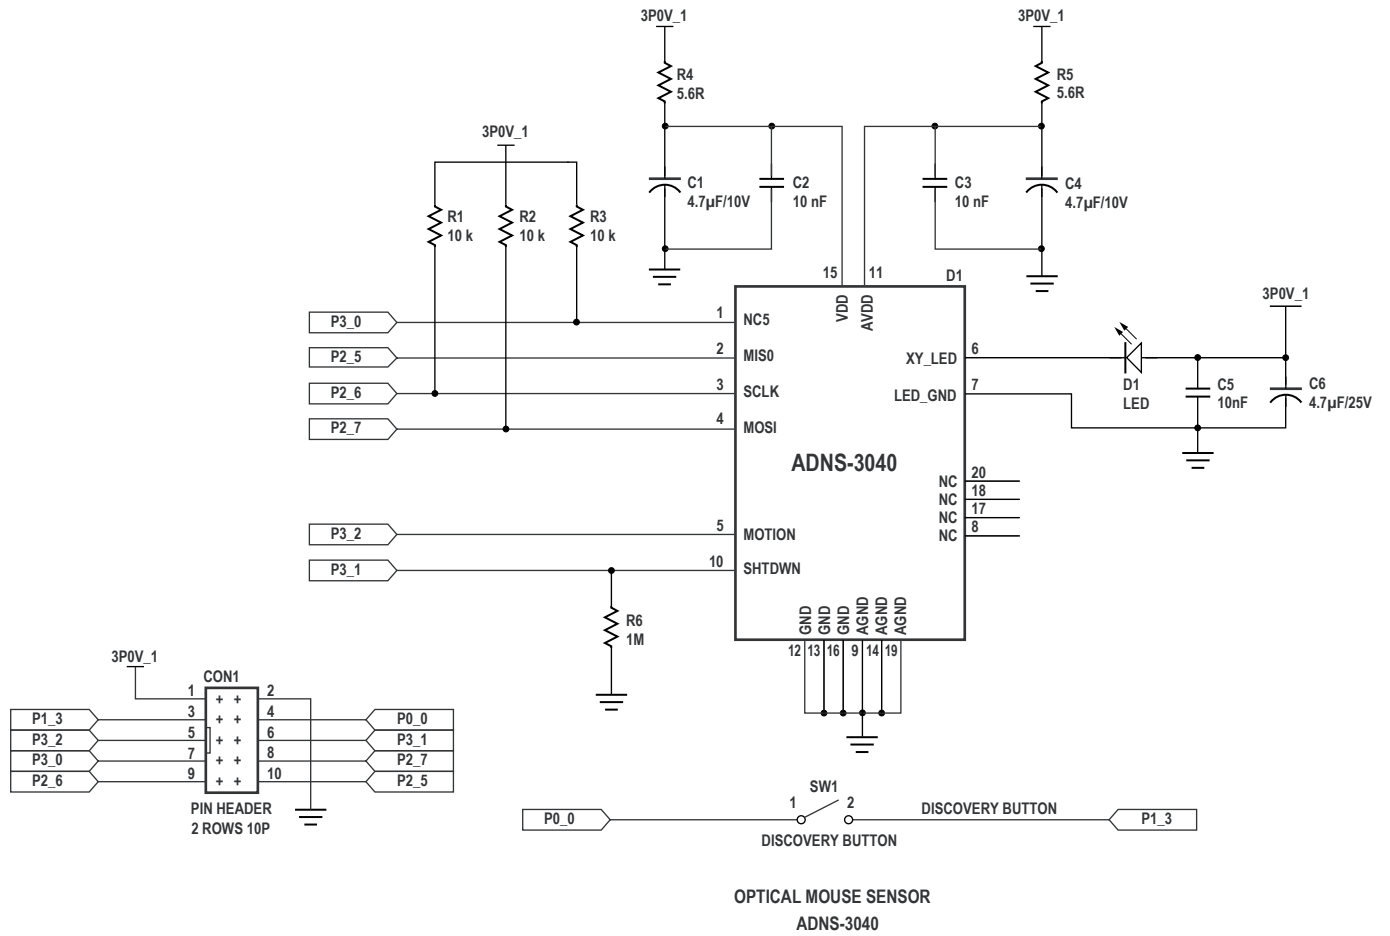 3P0V_1
3P0V_1
R4
5.6R
R5
5.6R
3P0V_1
C1
4.7µF/10V
C2
10 nF
C3
10 nF
C4
4.7µF/10V
R1
10 k
R2
10 k
R3
10 k
15
11
D1
VDD
AVDD
3P0V_1
P3_0
1
NC5
P2_5
2
MIS0
XY_LED
6
P2_6
3
SCLK
LED_GND
7
D1
LED
C5
10nF
C6
4.7µF/25V
P2_7
4
MOSI
ADNS-3040
NC
20
NC
18
NC
17
NC
8
P3_2
5
MOTION
P3_1
10
SHTDWN
R6
1M
GND
GND
GND
AGND
AGND
AGND
12
13
16
9
14
19
3P0V_1
CON1
1
2
P1_3
3
4
P0_0
P3_2
5
6
P3_1
P3_0
7
8
P2_7
P2_6
9
10
P2_5
PIN HEADER
2 ROWS 10P
SW1
1
2
P0_0
DISCOVERY BUTTON
P1_3
DISCOVERY BUTTON
OPTICAL MOUSE SENSOR
ADNS-3040